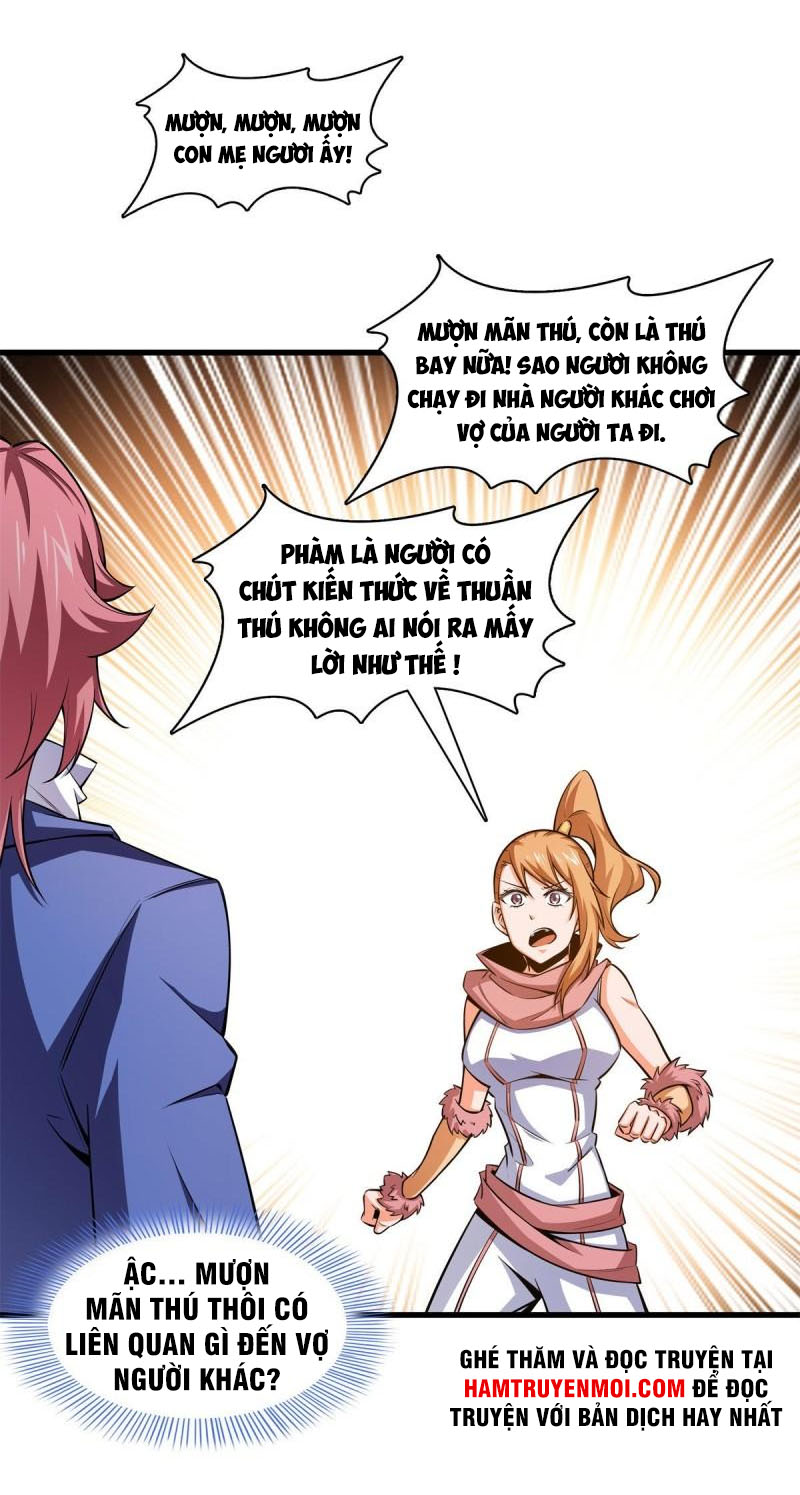 MƯỢN, MƯỢN, MƯỢN
CON MẸ NGƯƠI ẤY!
MƯỢN MÃN THÚ, CÒN LÀ THÚ
BAY NỮA! SAO NGƯƠI KHÔNG
CHẠY ĐI NHÀ NGƯỜI KHÁC CHƠI
VỢ CỦA NGƯỜI TA ĐI.
PHÀM LÀ NGƯỜI CÓ
CHÚT KIẾN THỨC VỀ THUẦN
THÚ KHÔNG AI NÓI RA MẤY
LỜI NHƯ THẾ !
ẬC... MƯỢN
MÃN THÚ THÔI CÓ
LIÊN QUAN GÌ ĐẾN VỢ
NGƯỜI KHÁC?
GHÉ THĂM VÀ ĐỌC TRUYỆN TẠI
HAMTRUYENMOI.COM ĐỂ ĐỌC
TRUYỆN VỚI BẢN DỊCH HAY NHẤT